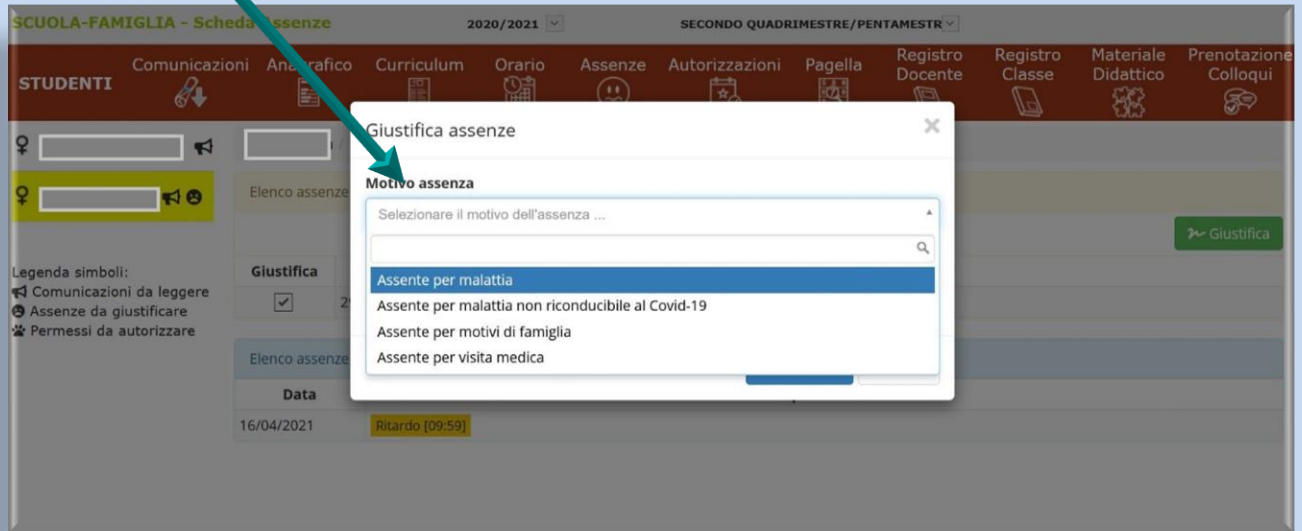 SCUOLA-FAMIGLIA - Scheda Assenze
2020/2021
SECONDO QUADRIMESTRE/PENTAMESTR
STUDENTI
Comunicazioni
Anagrafico
Curriculum
Orario
Assenze
Autorizzazioni
Pagella
Registro
Docente
Registro
Classe
Materiale
Didattico
Prenotazione
Colloqui
Legenda simboli:
Comunicazioni da leggere
Assenze da giustificare
Permessi da autorizzare
Elenco assenze
Giustifica
Giustifica
Giustifica assenze
Motivo assenza
Selezionare il motivo dell'assenza ...
Assente per malattia
Assente per malattia non riconducibile al Covid-19
Assente per motivi di famiglia
Assente per visita medica
Elenco assenze
Data
16/04/2021
Ritardo [09:59]